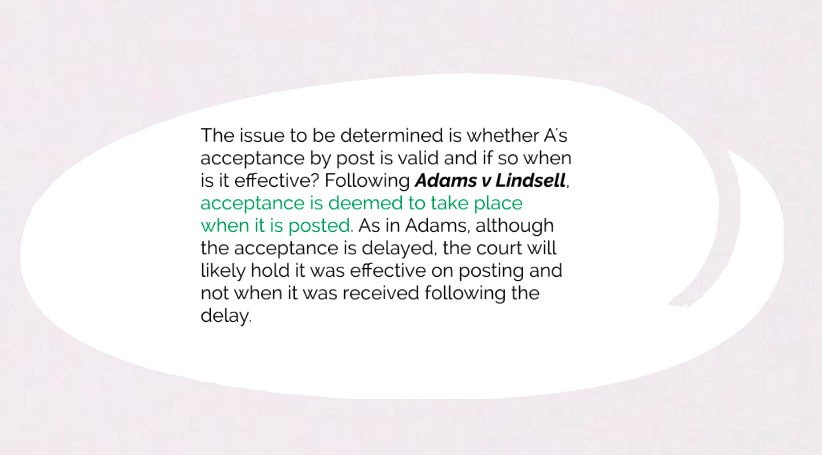 The issue to be determined is whether A's
acceptance by post is valid and if so when
is it effective? Following Adams v Lindsell,
acceptance is deemed to take place
when it is posted. As in Adams, although
the acceptance is delayed, the court will
likely hold it was effective on posting and
not when it was received following the
delay.